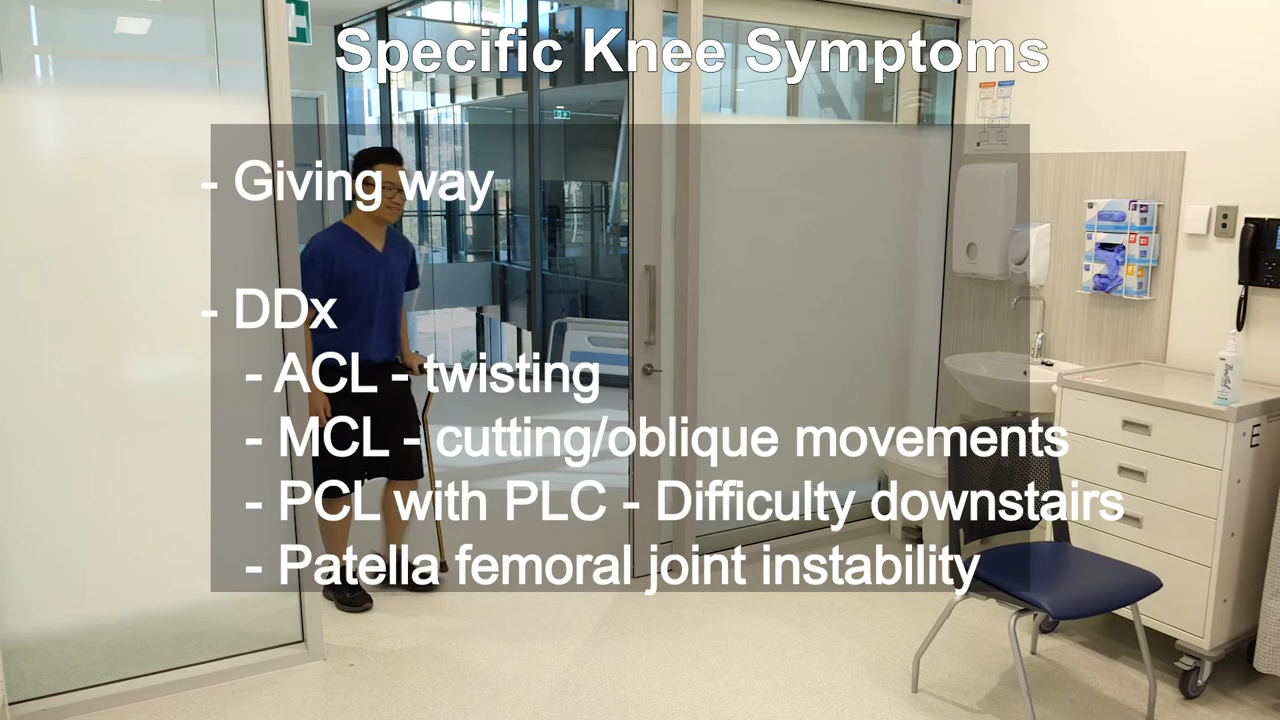 Specific Knee Symptoms
- Giving way
- DDx
- ACL - twisting
- MCL - cutting/oblique movements
- PCL with PLC - Difficulty downstairs
- Patella femoral joint instability
E